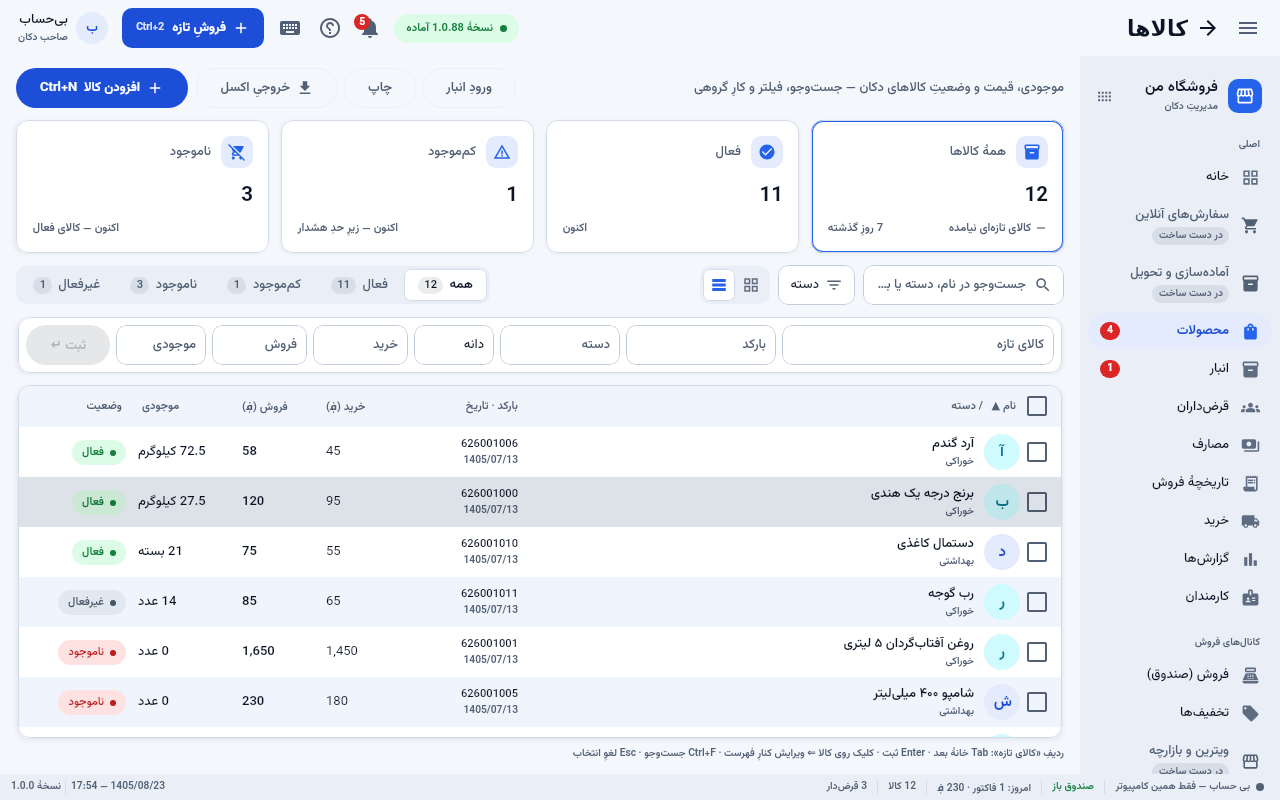 کالاها
نسخهٔ 1.0.88 آماده
5
فروشِ تازه Ctrl+2
ب
بی‌حساب
صاحب دکان
فروشگاه من
مدیریتِ دکان
اصلی
خانه
سفارش‌های آنلاین
در دست ساخت
آماده‌سازی و تحویل
در دست ساخت
محصولات
4
انبار
1
قرض‌داران
مصارف
تاریخچهٔ فروش
خرید
گزارش‌ها
کارمندان
کانال‌های فروش
فروش (صندوق)
تخفیف‌ها
ویترین و بازارچه
در دست ساخت
موجودی، قیمت و وضعیتِ کالاهای دکان — جست‌وجو، فیلتر و کارِ گروهی
ورودِ انبار
چاپ
خروجیِ اکسل
افزودن کالا Ctrl+N
همهٔ کالاها
12
— کالای تازه‌ای نیامده
7 روزِ گذشته
فعال
11
اکنون
کم‌موجود
1
اکنون — زیرِ حدِ هشدار
ناموجود
3
اکنون — کالای فعال
جست‌وجو در نام، دسته یا ب…
دسته
همه 12
فعال 11
کم‌موجود 1
ناموجود 3
غیرفعال 1
کالای تازه
بارکد
دسته
دانه
خرید
فروش
موجودی
ثبت ↵
نام ▲ / دسته
بارکد · تاریخ
خرید (؋)
فروش (؋)
موجودی
وضعیت
آ
آرد گندم
خوراکی
626001006
1405/07/13
45
58
72.5 کیلوگرم
فعال
ب
برنج درجه یک هندی
خوراکی
626001000
1405/07/13
95
120
27.5 کیلوگرم
فعال
د
دستمال کاغذی
بهداشتی
626001010
1405/07/13
55
75
21 بسته
فعال
ر
رب گوجه
خوراکی
626001011
1405/07/13
65
85
14 عدد
غیرفعال
ر
روغن آفتاب‌گردان ۵ لیتری
خوراکی
626001001
1405/07/13
1,450
1,650
0 عدد
ناموجود
ش
شامپو ۴۰۰ میلی‌لیتر
بهداشتی
626001005
1405/07/13
180
230
0 عدد
ناموجود
ردیفِ «کالای تازه»: Tab خانهٔ بعد · Enter ثبت · کلیک روی کالا ⇐ ویرایش کنارِ فهرست · Ctrl+F جست‌وجو · Esc لغوِ انتخاب
بی حساب — فقط همین کامپیوتر
صندوق باز
امروز: 1 فاکتور · 230 ؋
12 کالا
3 قرض‌دار
1405/08/23 — 17:54
نسخهٔ 1.0.0